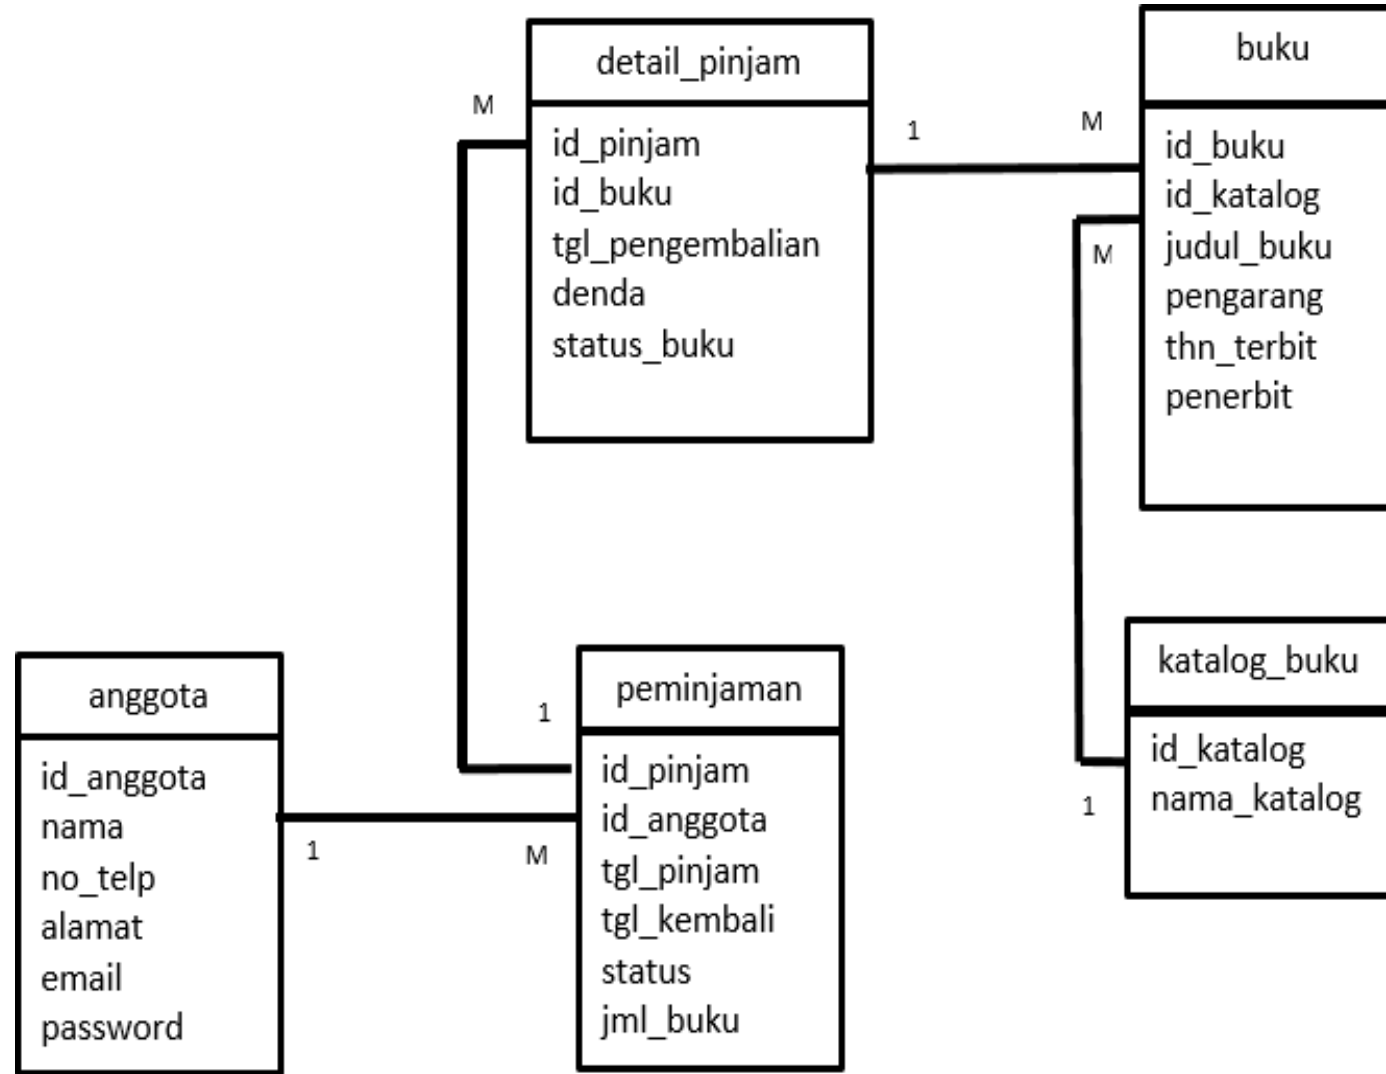 detail_pinjam
id_pinjam
id_buku
tgl_pengembalian
denda
status_buku
M
1
M
buku
id_buku
id_katalog
judul_buku
pengarang
thn_terbit
penerbit
M
1
katalog_buku
id_katalog
nama_katalog
anggota
id_anggota
nama
no_telp
alamat
email
password
1
M
1
peminjaman
id_pinjam
id_anggota
tgl_pinjam
tgl_kembali
status
jml_buku